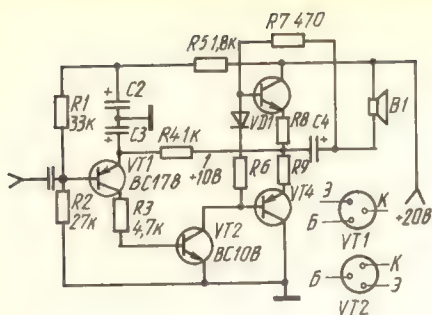 R7 470
R5 1,8к
C2
R1
33к
C3
VD1
R8
C4
B1
VT1
BC178
R4 1к
1
+10В
R6
R9
R2
27к
R3
4,7к
VT2
BC108
VT4
Э
К
Б
VT1
+20В
Б
К
Э
VT2